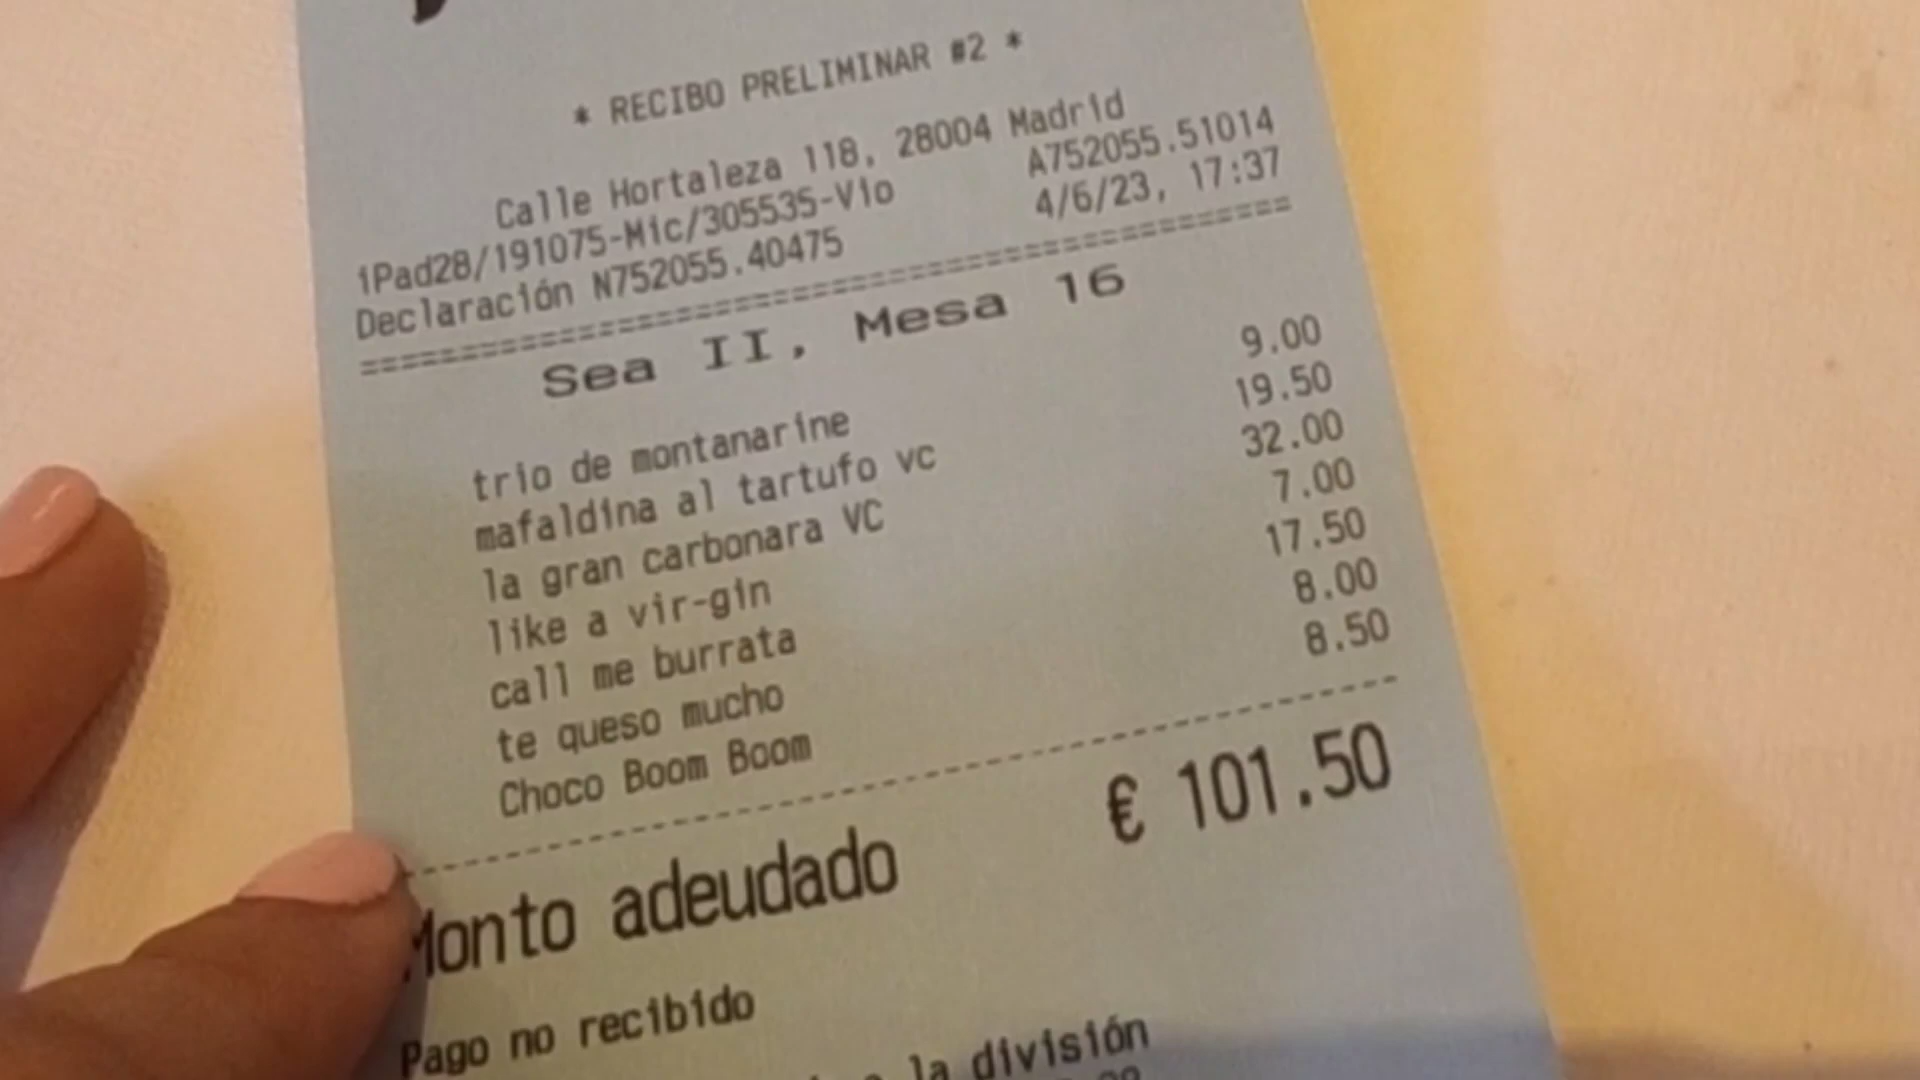 * RECIBO PRELIMINAR #2 *
Calle Hortaleza 118, 28004 Madrid
iPad28/191075-Mic/305535-Vio A752055.51014
Declaración N752055.40475 4/6/23, 17:37
==========================================
Sea II, Mesa 16
trio de montanarine 9.00
mafaldina al tartufo vc 19.50
la gran carbonara VC 32.00
like a vir-gin 7.00
call me burrata 17.50
te queso mucho 8.00
Choco Boom Boom 8.50
------------------------------------------
Monto adeudado € 101.50
Pago no recibido
la división